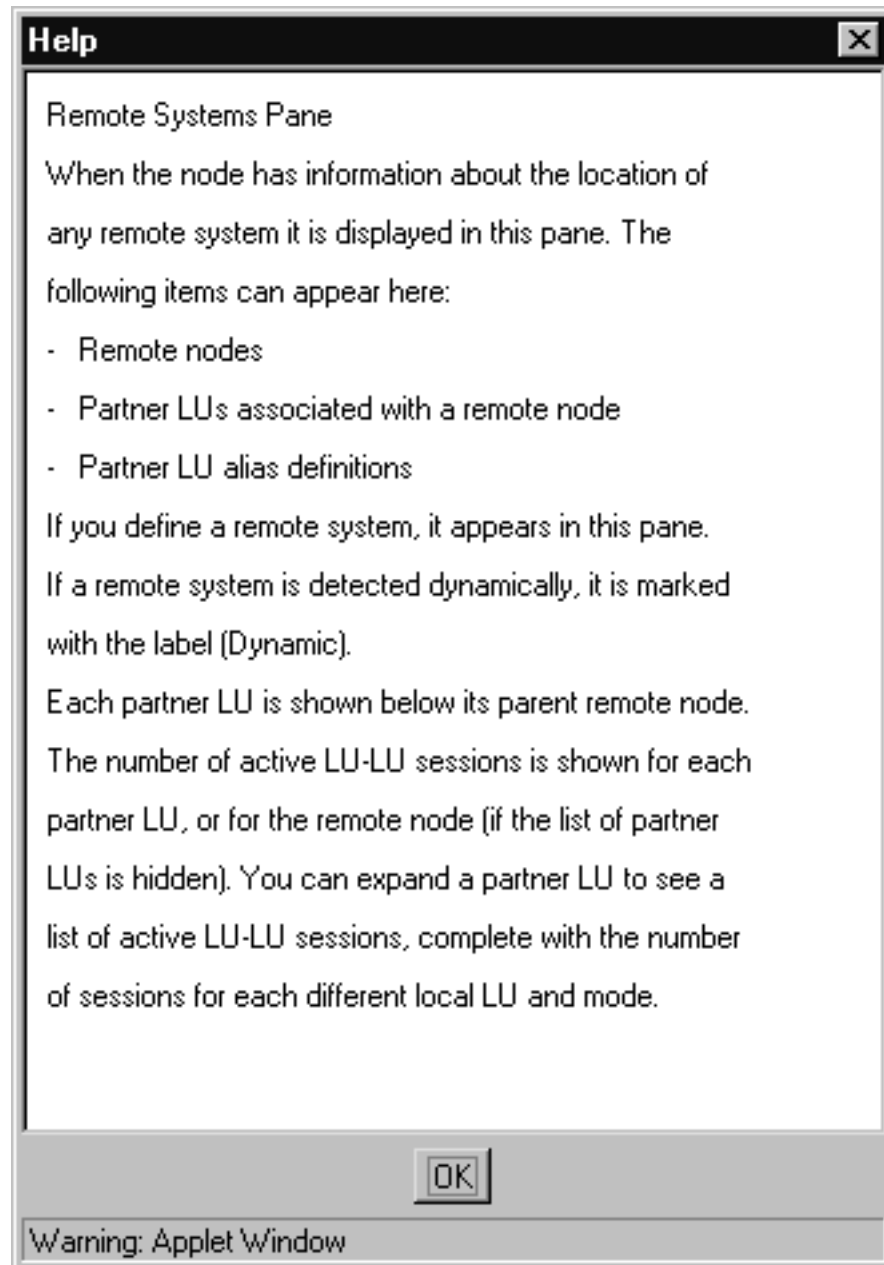 Help
Remote Systems Pane
When the node has information about the location of
any remote system it is displayed in this pane. The
following items can appear here:
- Remote nodes
- Partner LUs associated with a remote node
- Partner LU alias definitions
If you define a remote system, it appears in this pane.
If a remote system is detected dynamically, it is marked
with the label (Dynamic).
Each partner LU is shown below its parent remote node.
The number of active LU-LU sessions is shown for each
partner LU, or for the remote node (if the list of partner
LUs is hidden). You can expand a partner LU to see a
list of active LU-LU sessions, complete with the number
of sessions for each different local LU and mode.
OK
Warning: Applet Window